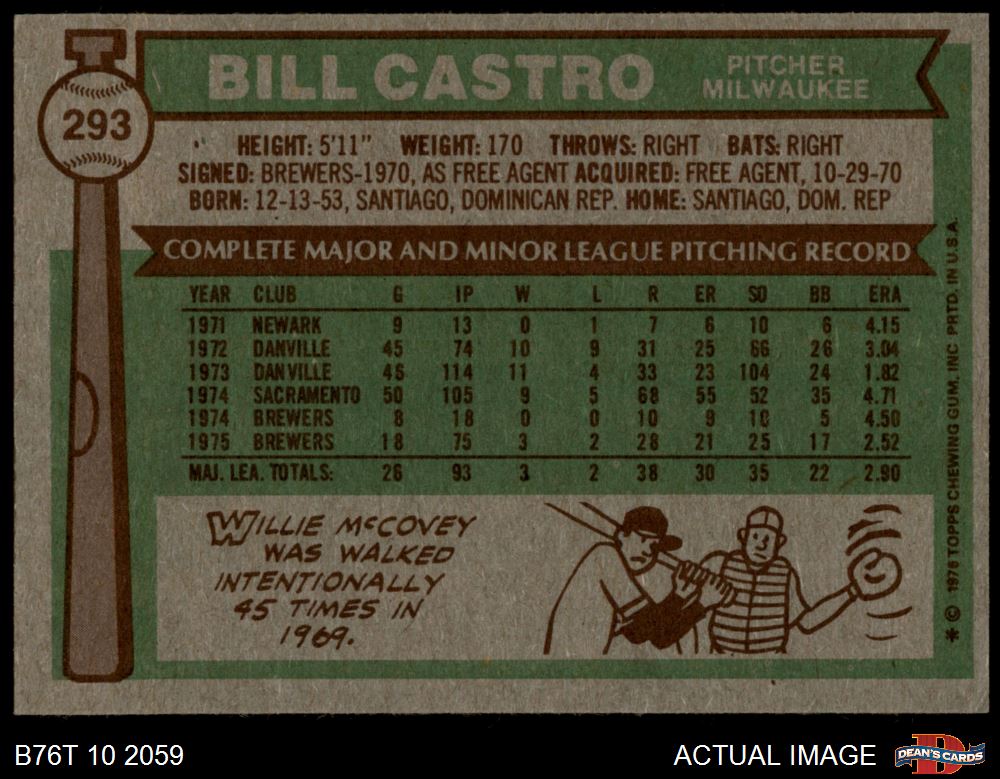 293
BILL CASTRO
PITCHER
MILWAUKEE
HEIGHT: 5'11" WEIGHT: 170 THROWS: RIGHT BATS: RIGHT
SIGNED: BREWERS-1970, AS FREE AGENT ACQUIRED: FREE AGENT, 10-29-70
BORN: 12-13-53, SANTIAGO, DOMINICAN REP. HOME: SANTIAGO, DOM. REP
COMPLETE MAJOR AND MINOR LEAGUE PITCHING RECORD
YEAR CLUB G IP W L R ER SO BB ERA
1971 NEWARK 9 13 0 1 7 6 10 6 4.15
1972 DANVILLE 45 74 10 9 31 25 66 26 3.04
1973 DANVILLE 46 114 11 4 33 23 104 24 1.82
1974 SACRAMENTO 50 105 9 5 68 55 52 35 4.71
1974 BREWERS 8 18 0 0 10 9 10 5 4.50
1975 BREWERS 18 75 3 2 28 21 25 17 2.52
MAJ. LEA. TOTALS: 26 93 3 2 38 30 35 22 2.90
WILLIE McCOVEY
WAS WALKED
INTENTIONALLY
45 TIMES IN
1969.
* © 1976 TOPPS CHEWING GUM, INC PRTD. IN U.S.A.
B76T 10 2059
ACTUAL IMAGE
D
DEAN'S CARDS